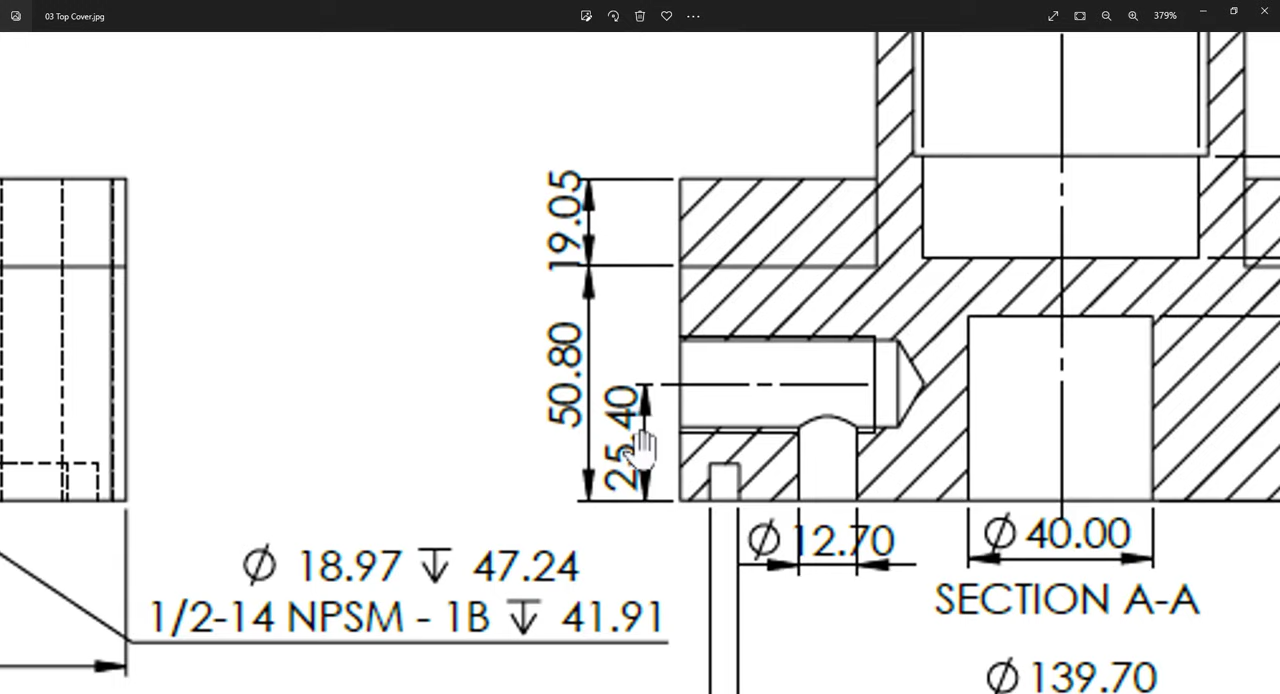 03 Top Cover.jpg
379%
19.05
50.80
25.40
Ø 12.70
Ø 40.00
Ø 18.97 ↧ 47.24
1/2-14 NPSM - 1B ↧ 41.91
SECTION A-A
Ø 139.70